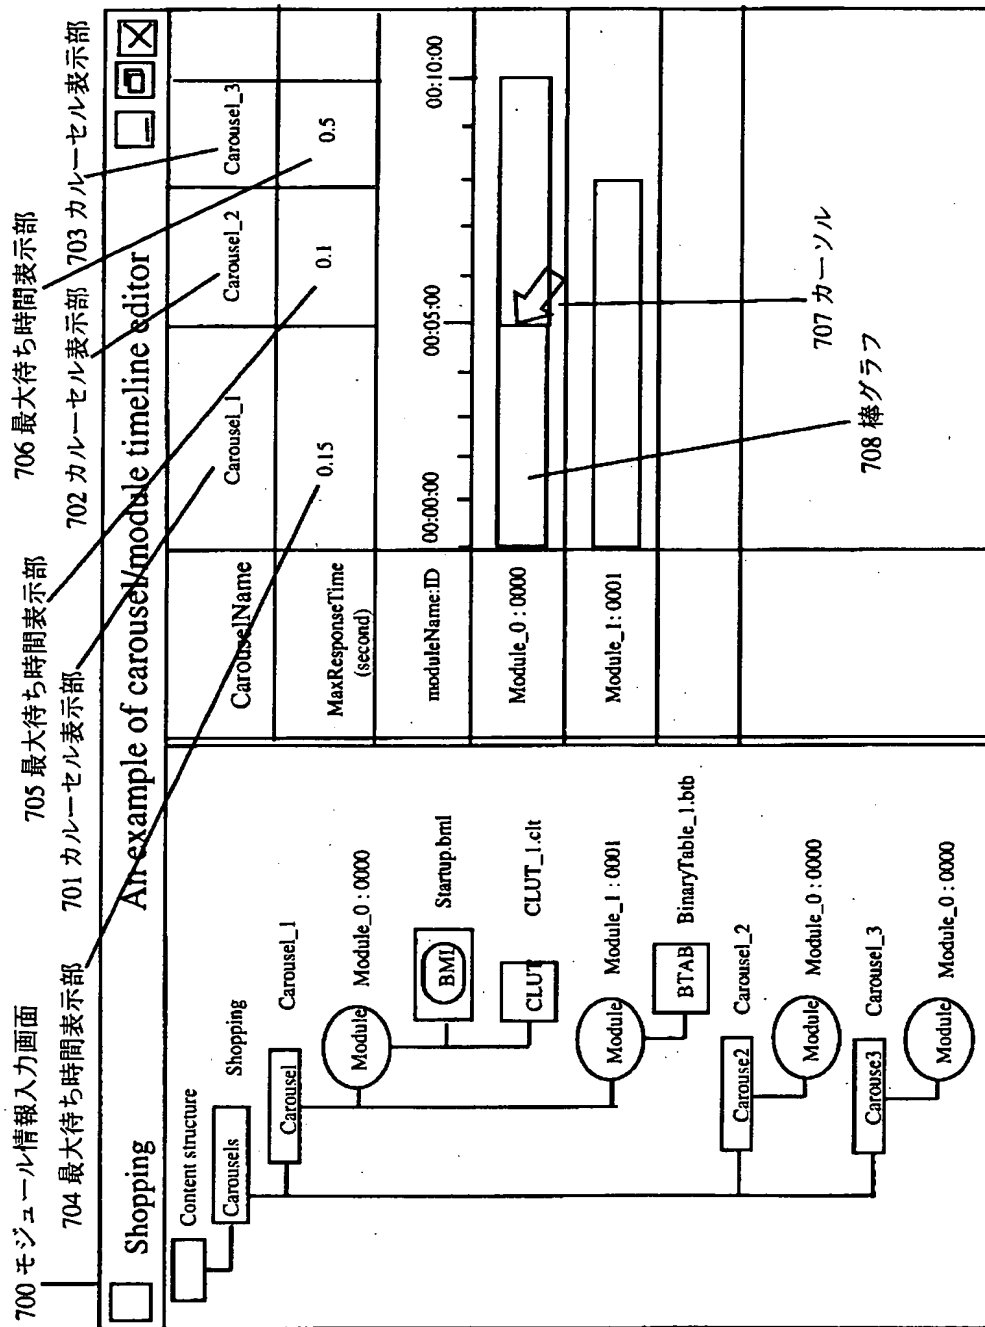 700 モジュール情報入力画面
704 最大待ち時間表示部
701 カルーセル表示部
705 最大待ち時間表示部
702 カルーセル表示部
706 最大待ち時間表示部
703 カルーセル表示部
Shopping
An example of carousel/module timeline editor
Content structure
Carousels
Shopping
Carousel
Carousel_1
Module
Module_0 : 0000
BML
Startup.bml
CLUT
CLUT_1.clt
Module
Module_1 : 0001
BTAB
BinaryTable_1.btb
Carouse2
Carousel_2
Module
Module_0 : 0000
Carouse3
Carousel_3
Module
Module_0 : 0000
CarouselName
Carousel_1
Carousel_2
Carousel_3
MaxResponseTime
(second)
0.15
0.1
0.5
moduleName:ID
00:00:00
00:05:00
00:10:00
Module_0 : 0000
Module_1: 0001
707 カーソル
708 棒グラフ